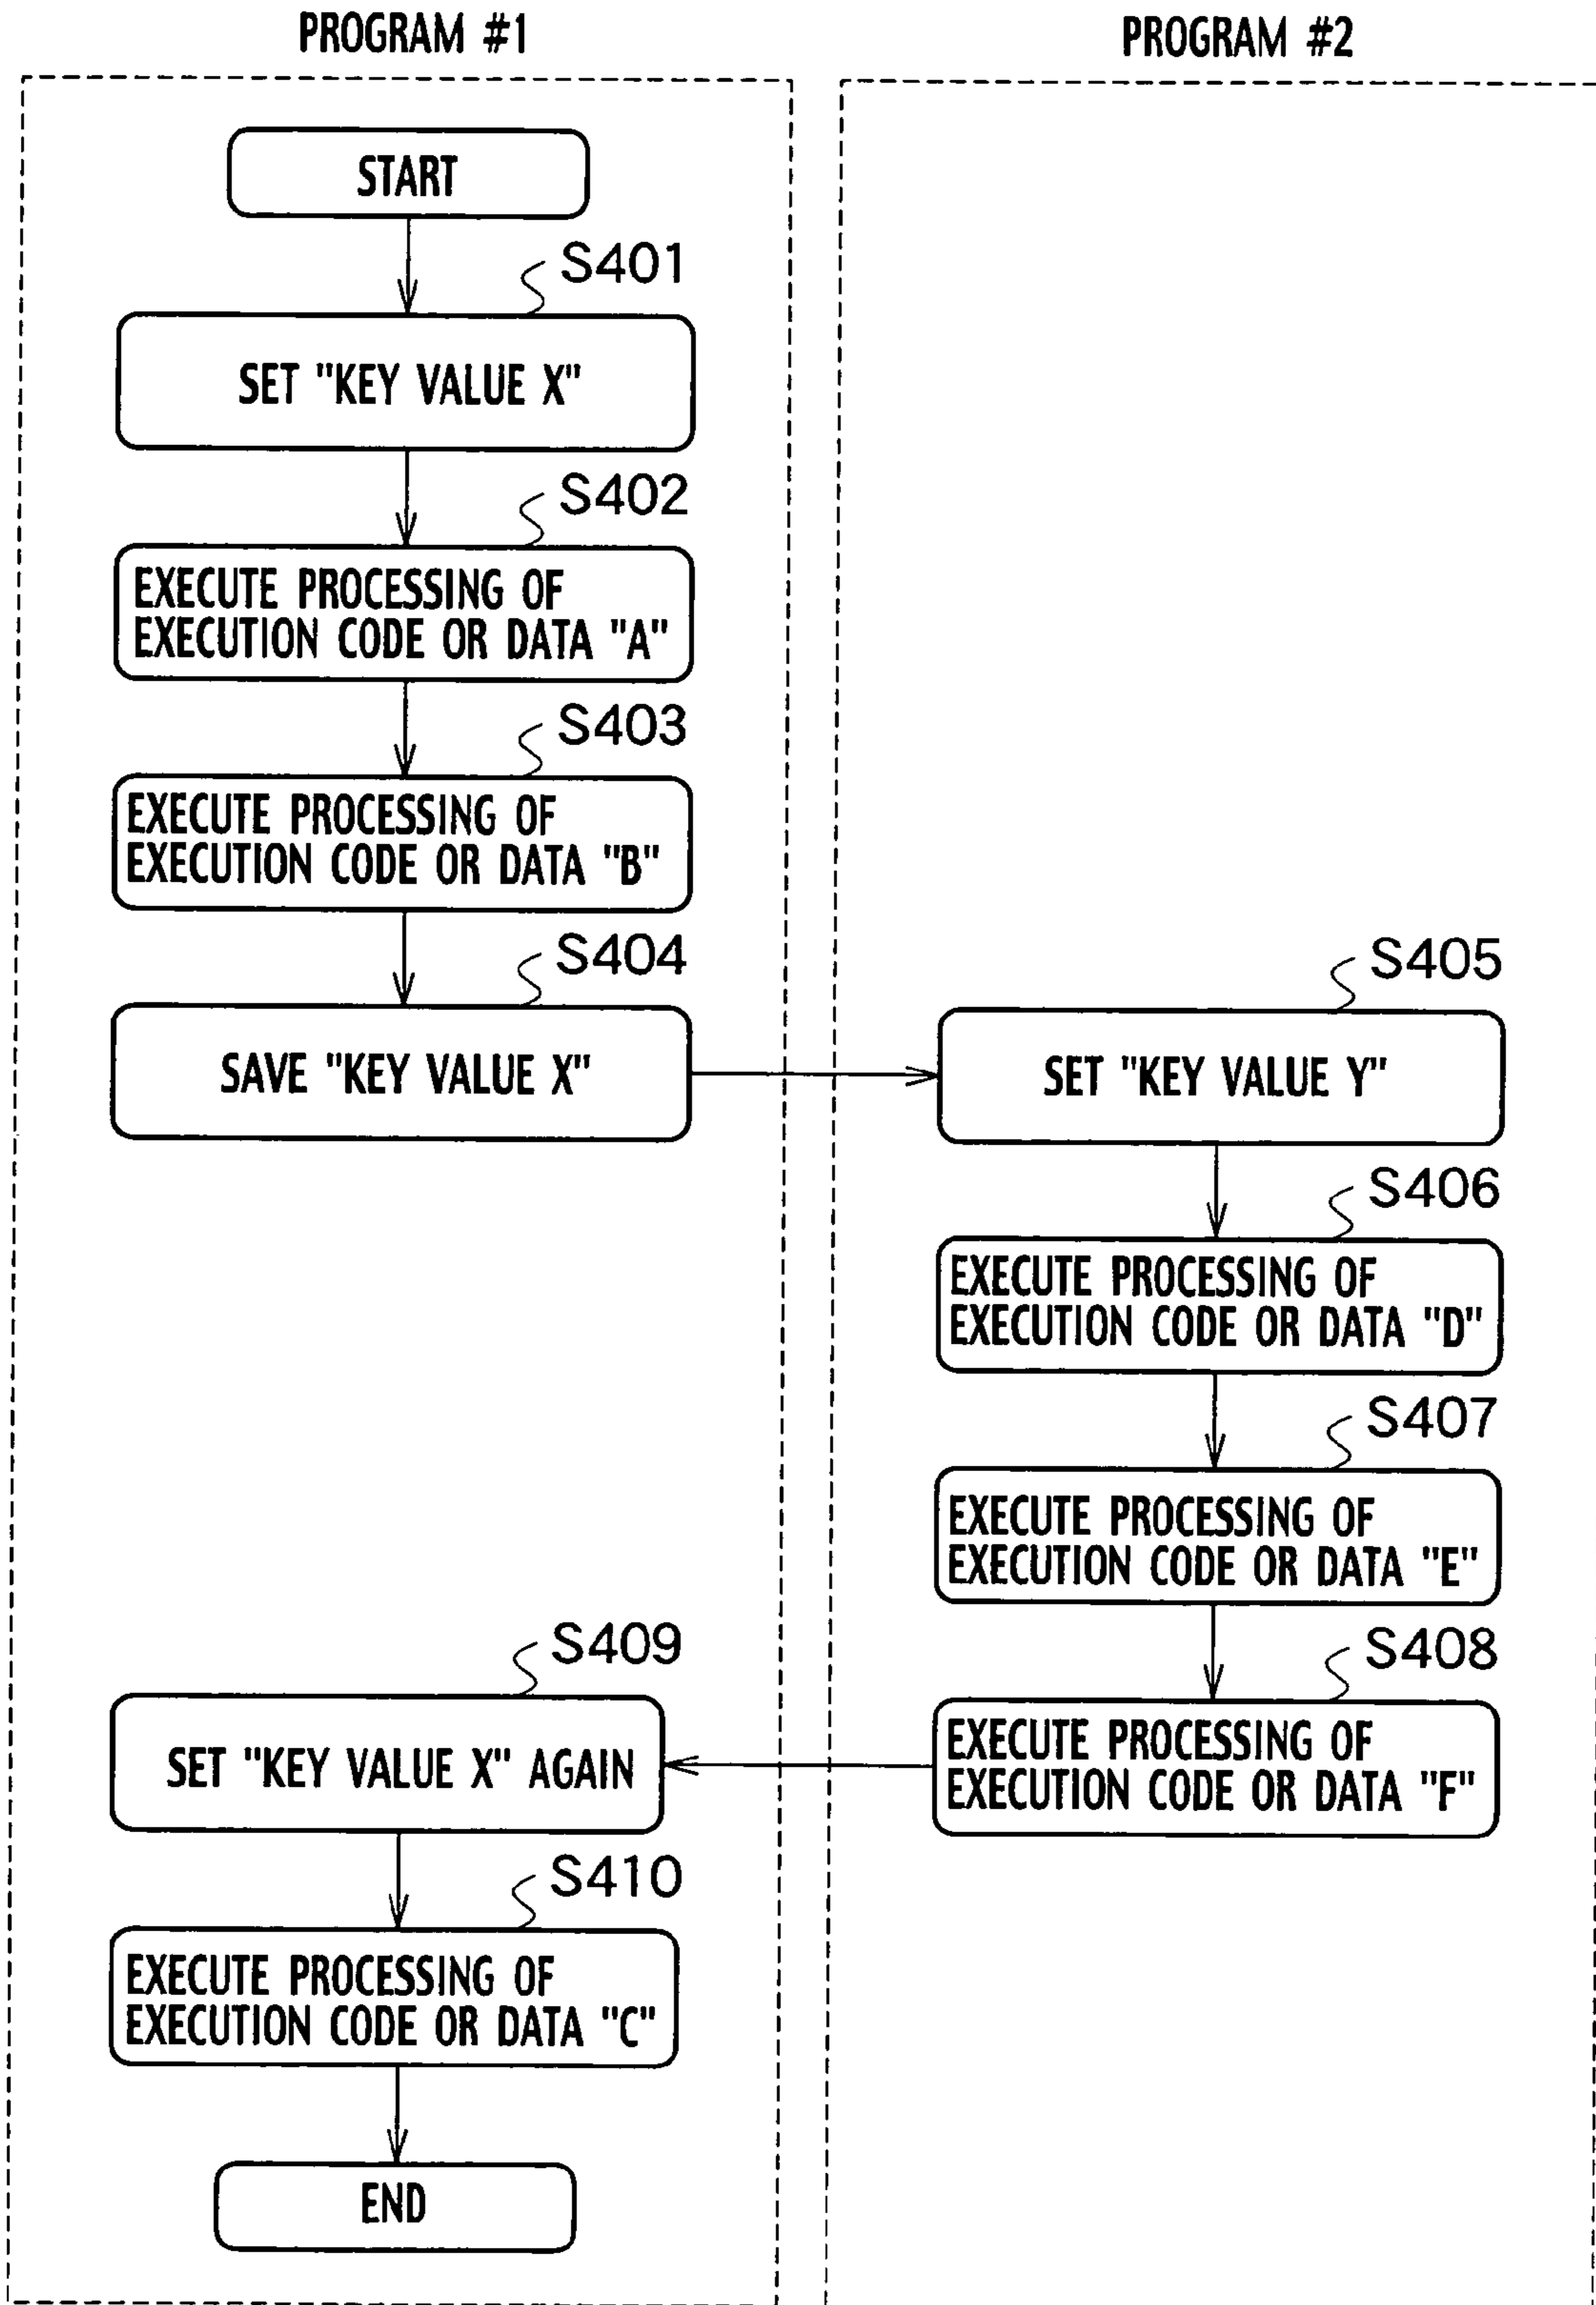 PROGRAM #1
PROGRAM #2
START
S401
SET "KEY VALUE X"
S402
EXECUTE PROCESSING OF
EXECUTION CODE OR DATA "A"
S403
EXECUTE PROCESSING OF
EXECUTION CODE OR DATA "B"
S404
SAVE "KEY VALUE X"
S405
SET "KEY VALUE Y"
S406
EXECUTE PROCESSING OF
EXECUTION CODE OR DATA "D"
S407
EXECUTE PROCESSING OF
EXECUTION CODE OR DATA "E"
S408
EXECUTE PROCESSING OF
EXECUTION CODE OR DATA "F"
S409
SET "KEY VALUE X" AGAIN
S410
EXECUTE PROCESSING OF
EXECUTION CODE OR DATA "C"
END